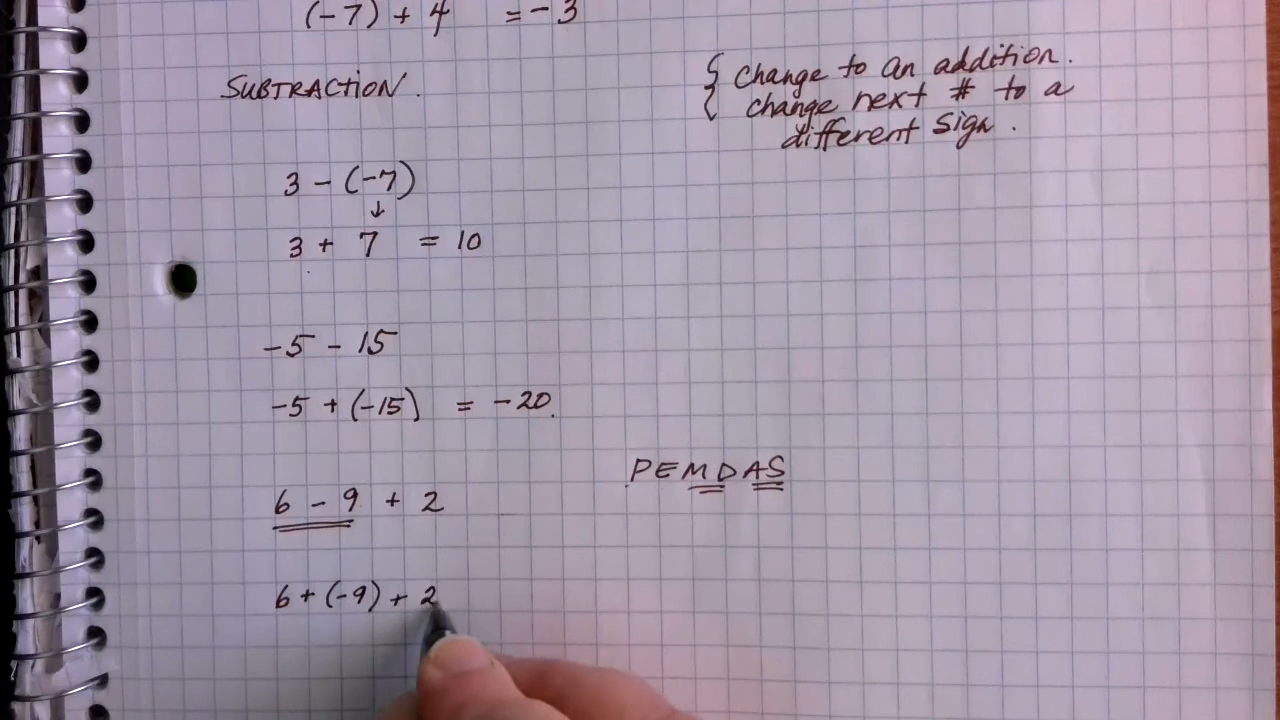 (-7) + 4 = -3
SUBTRACTION.
{ change to an addition.
change next # to a
different sign.
3 - (-7)
↓
3 + 7 = 10
-5 - 15
-5 + (-15) = -20.
PEMDAS
6 - 9 + 2
6 + (-9) + 2